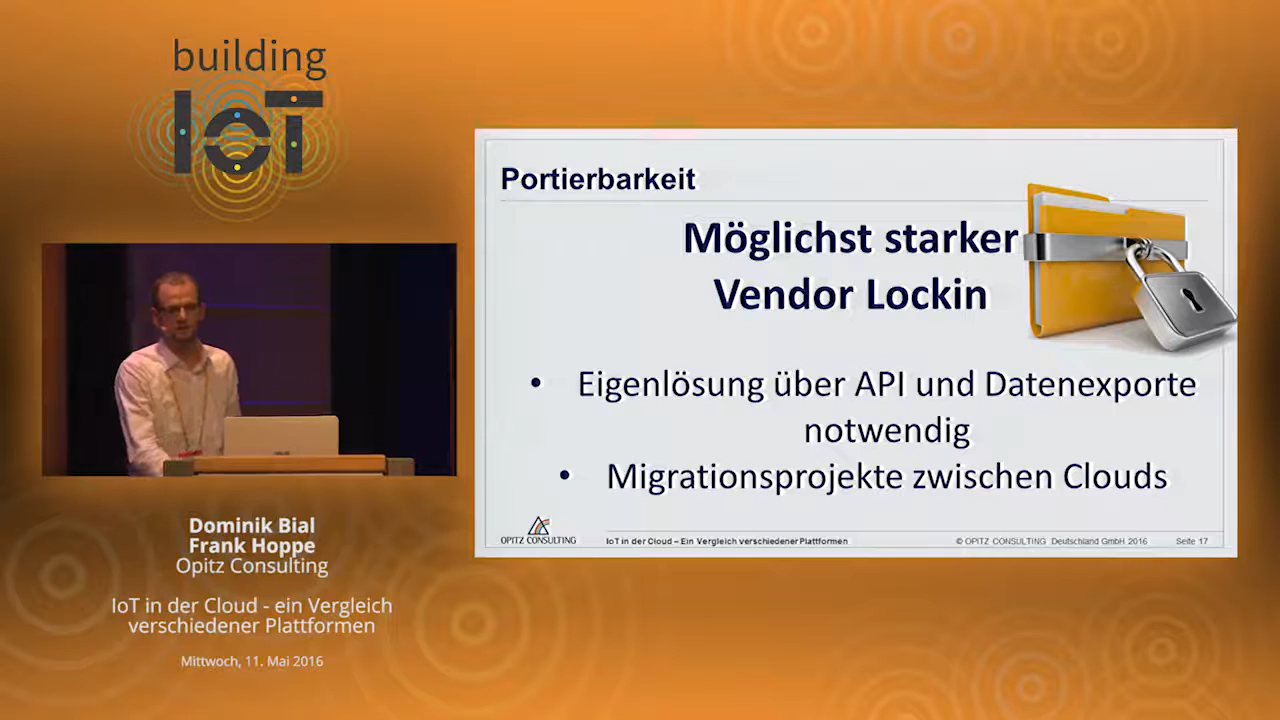 building
IoT
Portierbarkeit
Möglichst starker
Vendor Lockin
• Eigenlösung über API und Datenexporte
notwendig
• Migrationsprojekte zwischen Clouds
OPITZ CONSULTING
IoT in der Cloud – Ein Vergleich verschiedener Plattformen
© OPITZ CONSULTING Deutschland GmbH 2016
Seite 17
Dominik Bial
Frank Hoppe
Opitz Consulting
IoT in der Cloud - ein Vergleich
verschiedener Plattformen
Mittwoch, 11. Mai 2016